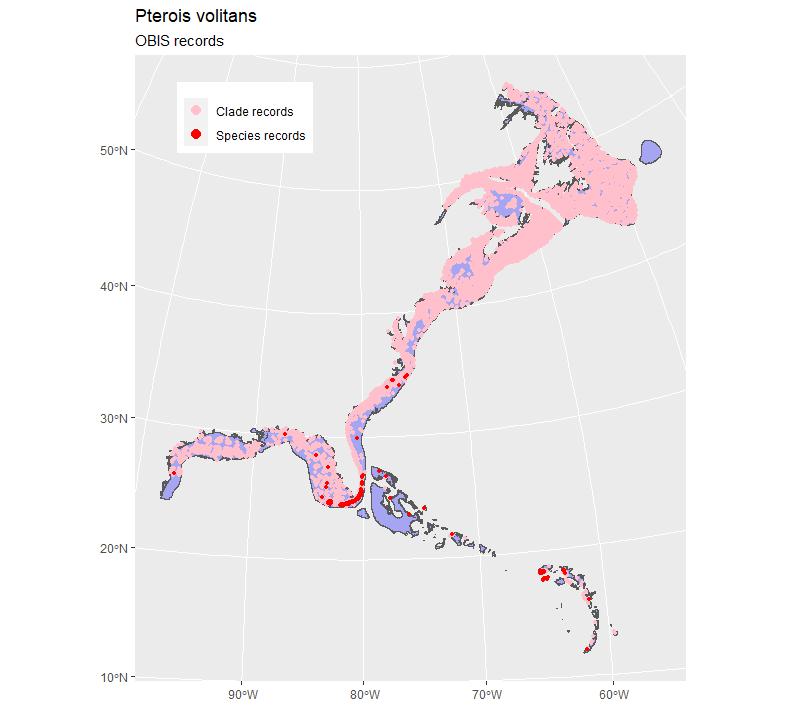 Pterois volitans
OBIS records
Clade records
Species records
50°N
40°N
30°N
20°N
10°N
90°W 80°W 70°W 60°W